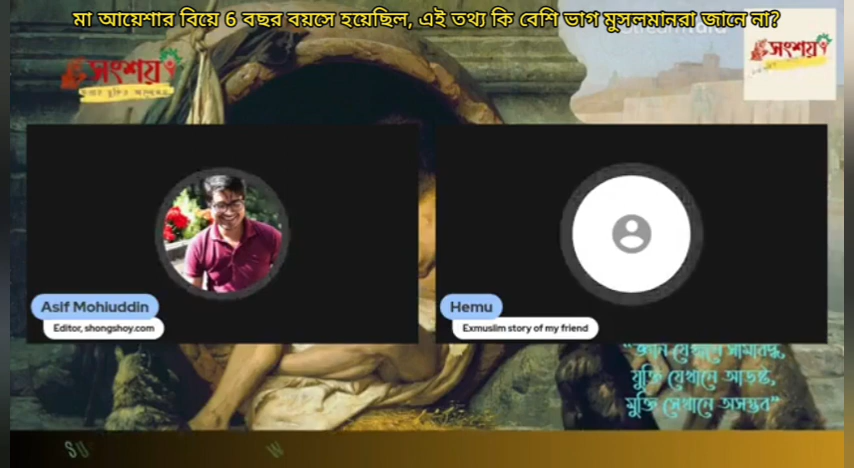 মা আয়েশার বিয়ে 6 বছর বয়সে হয়েছিল, এই তথ্য কি বেশি ভাগ মুসলমানরা জানে না?
সংশয়
সংশয়
Asif Mohiuddin
Editor, shongshoy.com
Hemu
Exmuslim story of my friend
"জ্ঞান যেখানে সীমাবদ্ধ,
যুক্তি যেখানে আড়ষ্ট,
মুক্তি সেখানে অসম্ভব"
SU W